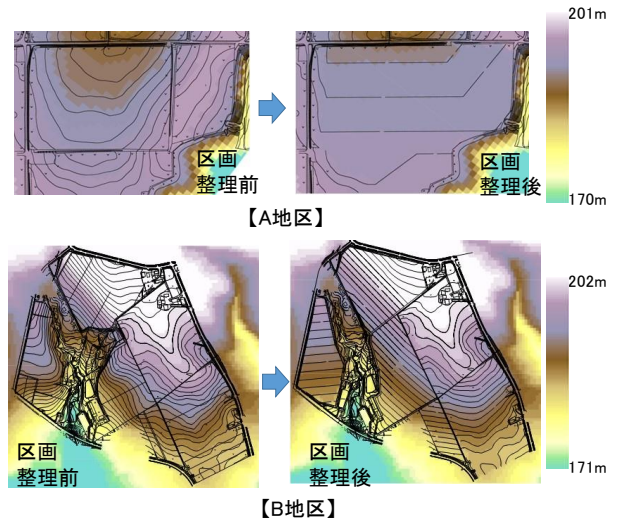 201m
区画
整理前
区画
整理後
170m
【A地区】
202m
区画
整理前
区画
整理後
171m
【B地区】